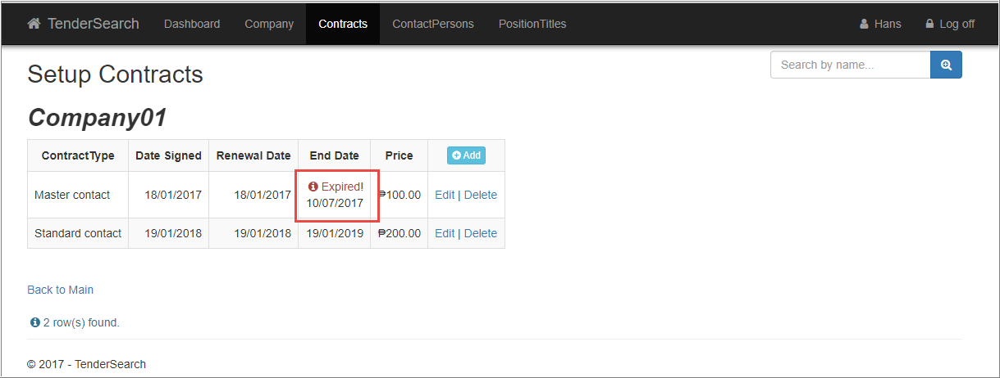 TenderSearch Dashboard Company Contracts ContactPersons PositionTitles Hans Log off
Search by name...
Setup Contracts
Company01
ContractType Date Signed Renewal Date End Date Price Add
Master contact 18/01/2017 18/01/2017 Expired! 10/07/2017 ₱100.00 Edit | Delete
Standard contact 19/01/2018 19/01/2018 19/01/2019 ₱200.00 Edit | Delete
Back to Main
2 row(s) found.
© 2017 - TenderSearch